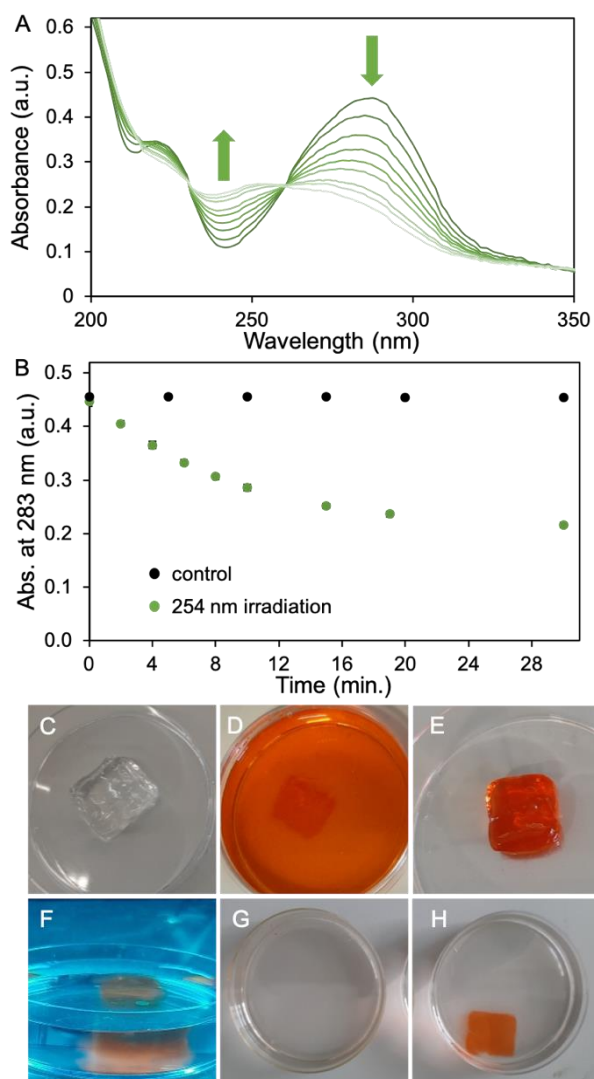 A
Absorbance (a.u.)
0.6
0.5
0.4
0.3
0.2
0.1
0
200
250
300
350
Wavelength (nm)
B
Abs. at 283 nm (a.u.)
0.5
0.4
0.3
0.2
0.1
0.0
control
254 nm irradiation
0
4
8
12
16
20
24
28
Time (min.)
C
D
E
F
G
H